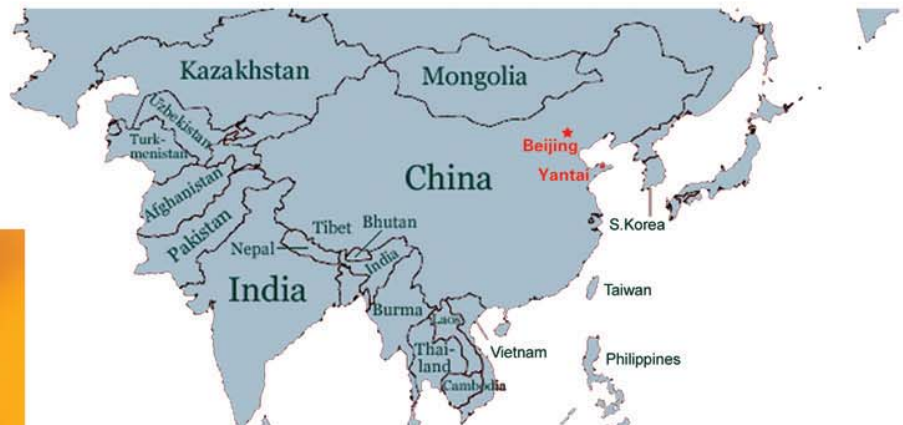 Kazakhstan
Mongolia
Uzbekistan
Turk-
menistan
Beijing
Yantai
China
Afghanistan
Pakistan
Tibet
Bhutan
Nepal
India
India
S.Korea
Taiwan
Burma
Laos
Vietnam
Thai-
land
Philippines
Cambodia